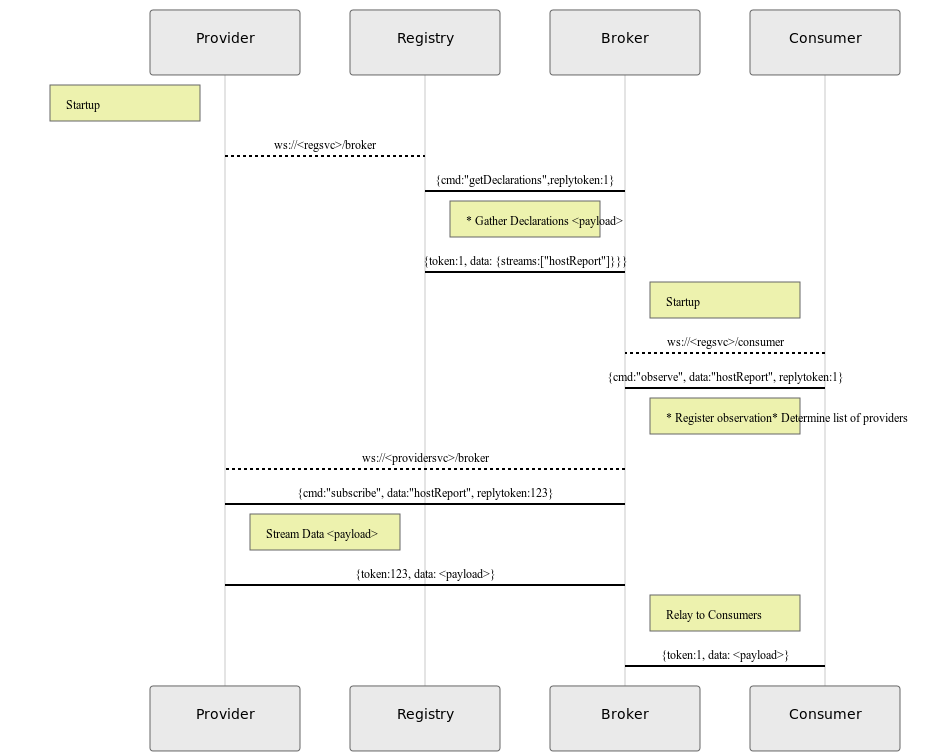 Provider Registry Broker Consumer
Startup
ws://<regsvc>/broker
{cmd:"getDeclarations",replytoken:1}
* Gather Declarations <payload>
{token:1, data: {streams:["hostReport"]}}}
Startup
ws://<regsvc>/consumer
{cmd:"observe", data:"hostReport", replytoken:1}
* Register observation* Determine list of providers
ws://<providersvc>/broker
{cmd:"subscribe", data:"hostReport", replytoken:123}
Stream Data <payload>
{token:123, data: <payload>}
Relay to Consumers
{token:1, data: <payload>}
Provider Registry Broker Consumer